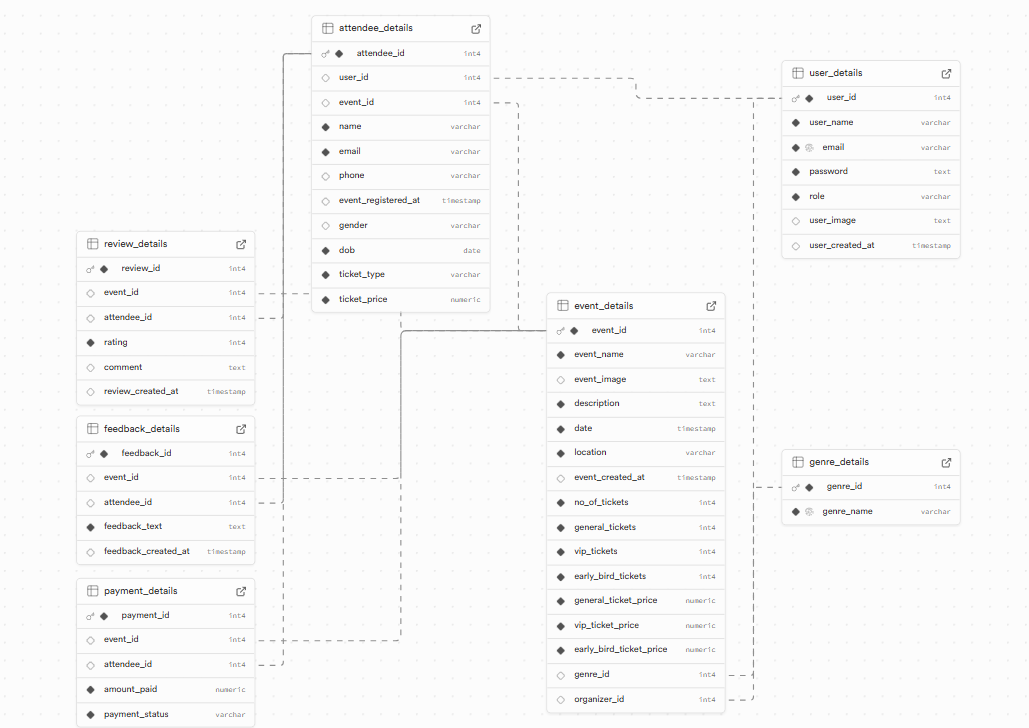 attendee_details
attendee_id int4
user_id int4
event_id int4
name varchar
email varchar
phone varchar
event_registered_at timestamp
gender varchar
dob date
ticket_type varchar
ticket_price numeric
user_details
user_id int4
user_name varchar
email varchar
password text
role varchar
user_image text
user_created_at timestamp
review_details
review_id int4
event_id int4
attendee_id int4
rating int4
comment text
review_created_at timestamp
event_details
event_id int4
event_name varchar
event_image text
description text
date timestamp
location varchar
event_created_at timestamp
no_of_tickets int4
general_tickets int4
vip_tickets int4
early_bird_tickets int4
general_ticket_price numeric
vip_ticket_price numeric
early_bird_ticket_price numeric
genre_id int4
organizer_id int4
feedback_details
feedback_id int4
event_id int4
attendee_id int4
feedback_text text
feedback_created_at timestamp
genre_details
genre_id int4
genre_name varchar
payment_details
payment_id int4
event_id int4
attendee_id int4
amount_paid numeric
payment_status varchar